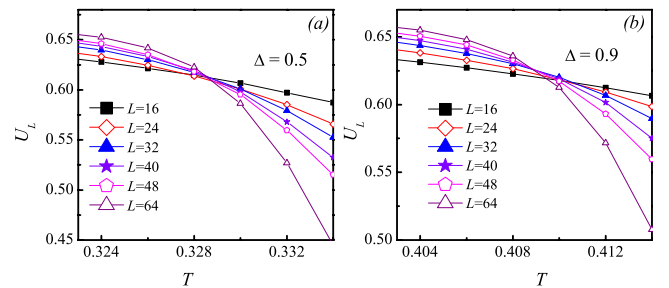 (a)
0.65
Δ = 0.5
0.60
L=16
L=24
0.55
L=32
L=40
0.50
L=48
L=64
0.45
0.324
0.328
0.332
T
U_L
(b)
0.65
Δ = 0.9
0.60
L=16
L=24
L=32
0.55
L=40
L=48
L=64
0.50
0.404
0.408
0.412
T
U_L